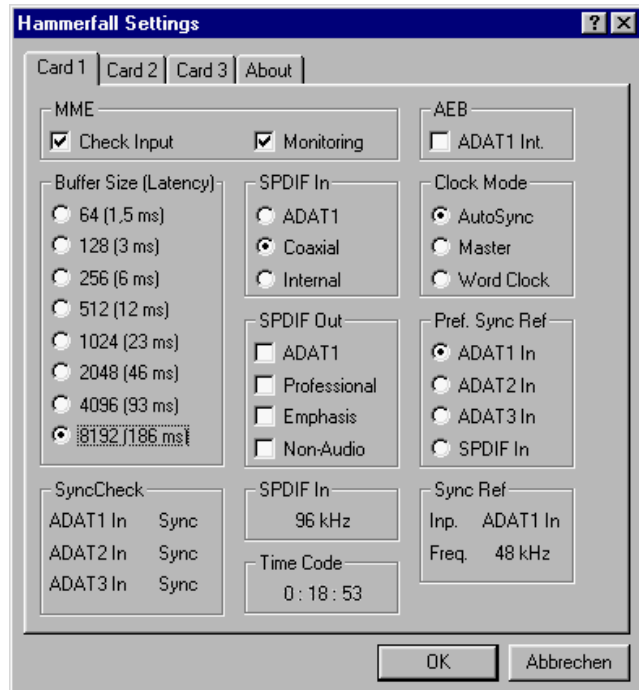 Hammerfall Settings
Card 1 Card 2 Card 3 About
MME
Check Input Monitoring
AEB
ADAT1 Int.
Buffer Size (Latency)
64 (1,5 ms)
128 (3 ms)
256 (6 ms)
512 (12 ms)
1024 (23 ms)
2048 (46 ms)
4096 (93 ms)
8192 (186 ms)
SPDIF In
ADAT1
Coaxial
Internal
Clock Mode
AutoSync
Master
Word Clock
SPDIF Out
ADAT1
Professional
Emphasis
Non-Audio
Pref. Sync Ref
ADAT1 In
ADAT2 In
ADAT3 In
SPDIF In
SyncCheck
ADAT1 In Sync
ADAT2 In Sync
ADAT3 In Sync
SPDIF In
96 kHz
Time Code
0 : 18 : 53
Sync Ref
Inp. ADAT1 In
Freq. 48 kHz
OK Abbrechen